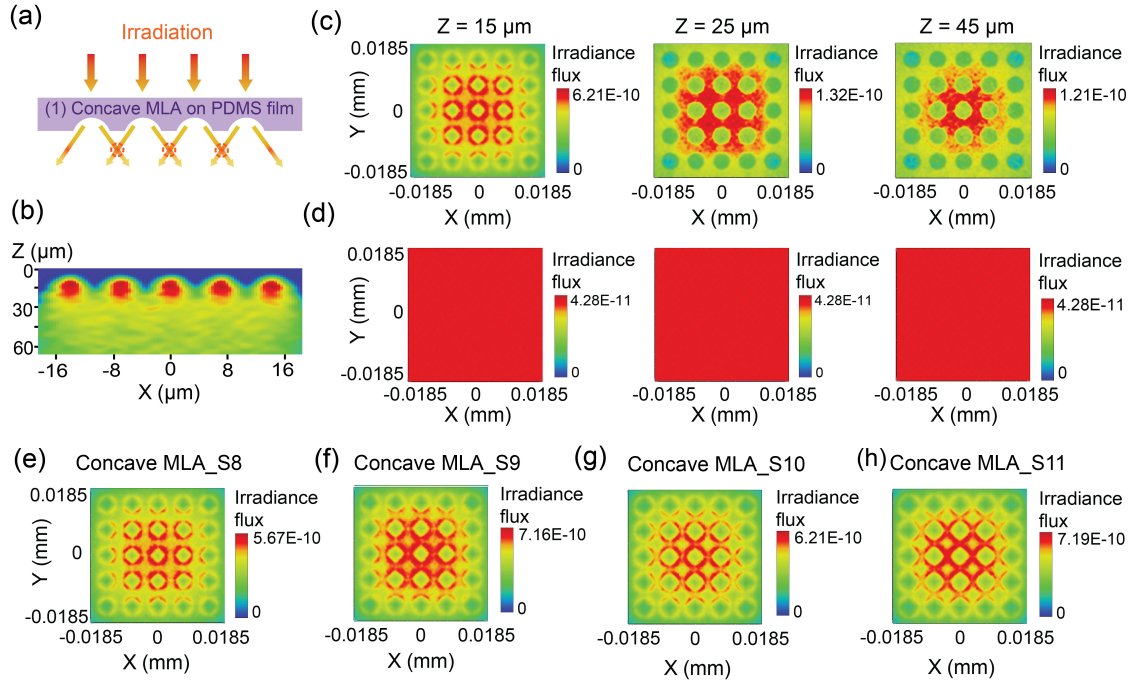 (a)
Irradiation
(1) Concave MLA on PDMS film
(b)
Z (µm)
0
30
60
-16 -8 0 8 16
X (µm)
(c)
Z = 15 µm Z = 25 µm Z = 45 µm
0.0185
0
-0.0185
Y (mm)
Irradiance
flux
6.21E-10
0
-0.0185 0 0.0185
X (mm)
Irradiance
flux
1.32E-10
0
-0.0185 0 0.0185
X (mm)
Irradiance
flux
1.21E-10
0
-0.0185 0 0.0185
X (mm)
(d)
0.0185
0
-0.0185
Y (mm)
Irradiance
flux
4.28E-11
0
-0.0185 0.0185
X (mm)
Irradiance
flux
4.28E-11
0
-0.0185 0 0.0185
X (mm)
Irradiance
flux
4.28E-11
0
-0.0185 0 0.0185
X (mm)
(e) Concave MLA_S8
0.0185
0
-0.0185
Y (mm)
Irradiance
flux
5.67E-10
0
-0.0185 0 0.0185
X (mm)
(f) Concave MLA_S9
Irradiance
flux
7.16E-10
0
-0.0185 0 0.0185
X (mm)
(g) Concave MLA_S10
Irradiance
flux
6.21E-10
0
-0.0185 0 0.0185
X (mm)
(h) Concave MLA_S11
Irradiance
flux
7.19E-10
0
-0.0185 0 0.0185
X (mm)